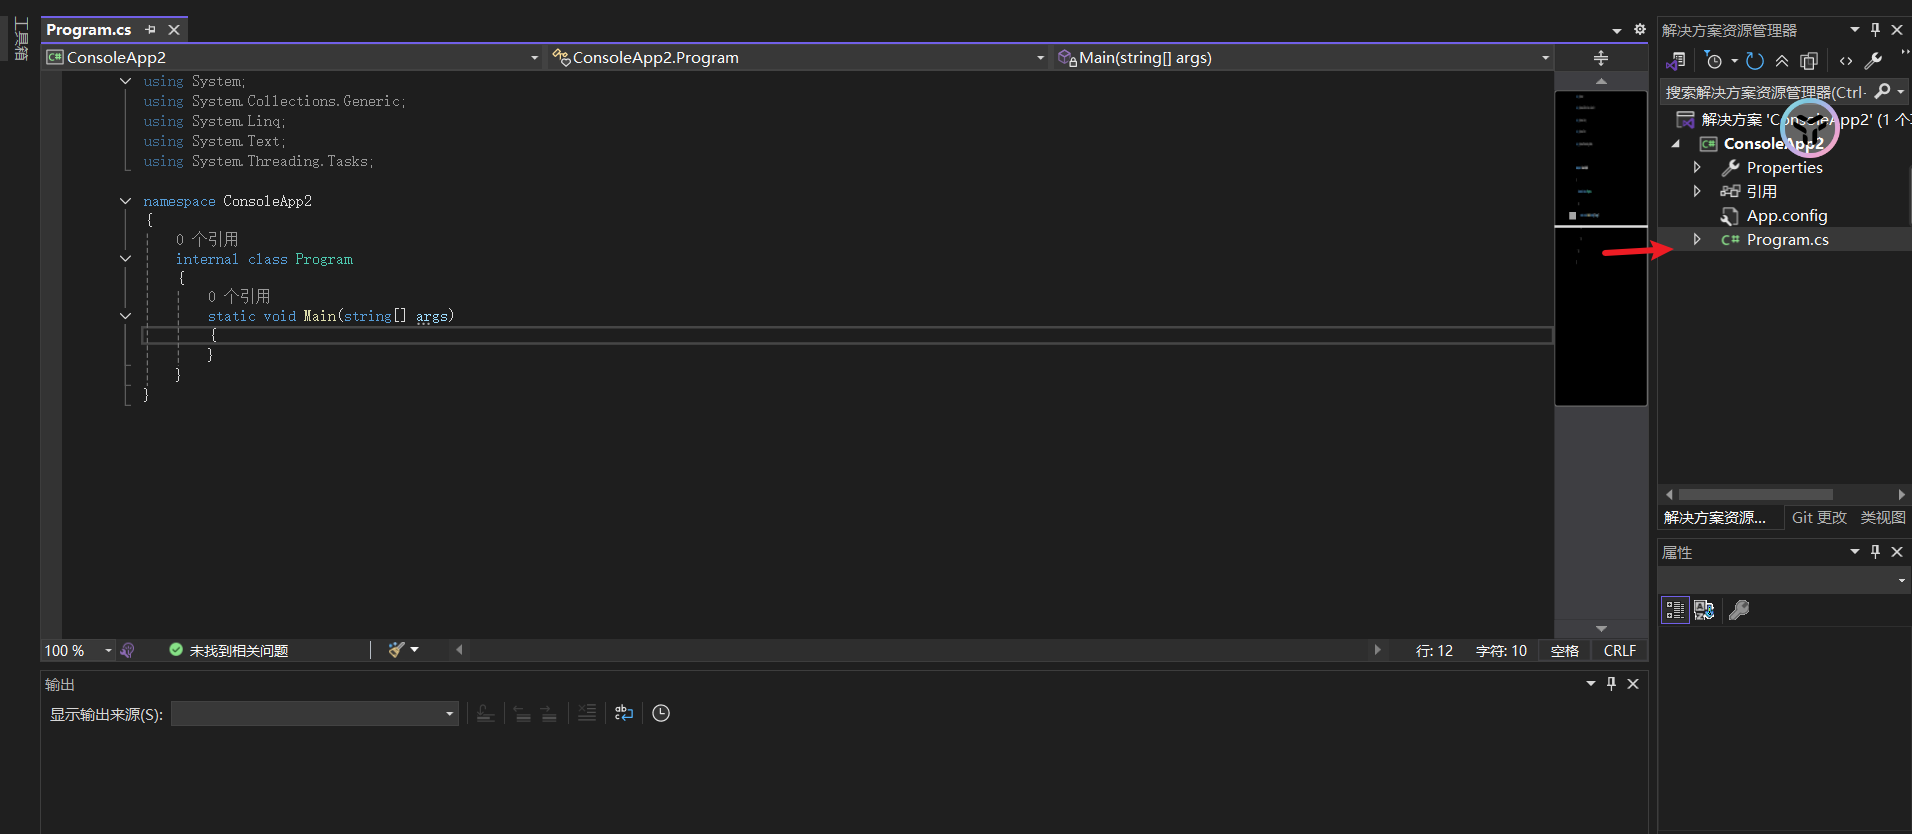 工具箱
Program.cs
ConsoleApp2
ConsoleApp2.Program
Main(string[] args)
using System;
using System.Collections.Generic;
using System.Linq;
using System.Text;
using System.Threading.Tasks;
namespace ConsoleApp2
{
0 个引用
internal class Program
{
0 个引用
static void Main(string[] args)
{
}
}
}
100 %
未找到相关问题
行: 12
字符: 10
空格
CRLF
输出
显示输出来源(S):
解决方案资源管理器
搜索解决方案资源管理器(Ctrl-
解决方案 'ConsoleApp2' (1 个
ConsoleApp2
Properties
引用
App.config
C# Program.cs
解决方案资源...
Git 更改
类视图
属性